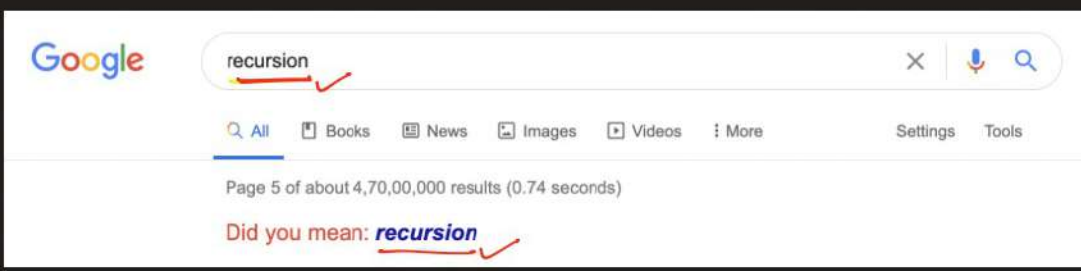 Google recursion
All Books News Images Videos More Settings Tools
Page 5 of about 4,70,00,000 results (0.74 seconds)
Did you mean: recursion